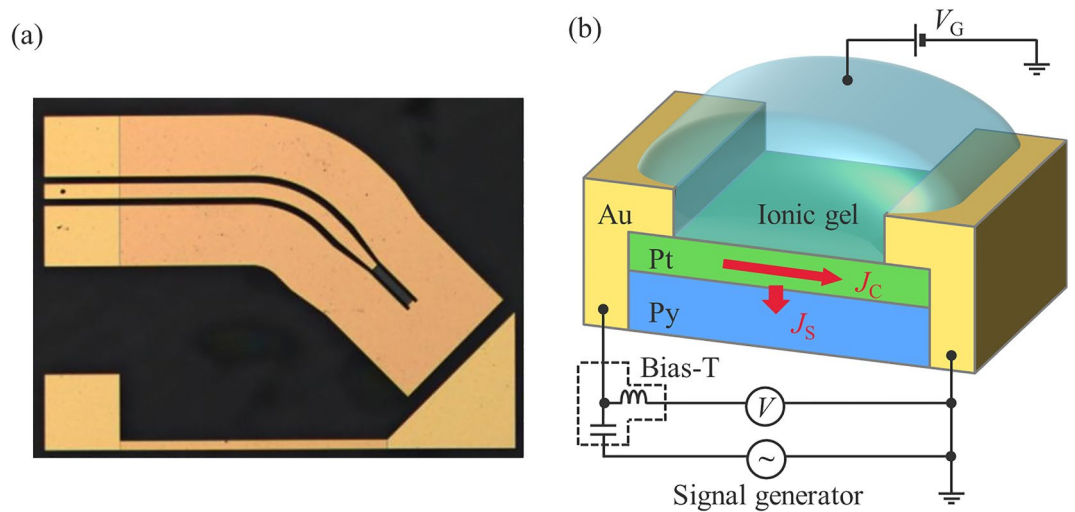 (a)
(b)
V_G
Au
Ionic gel
Pt
J_C
Py
J_S
Bias-T
V
~
Signal generator